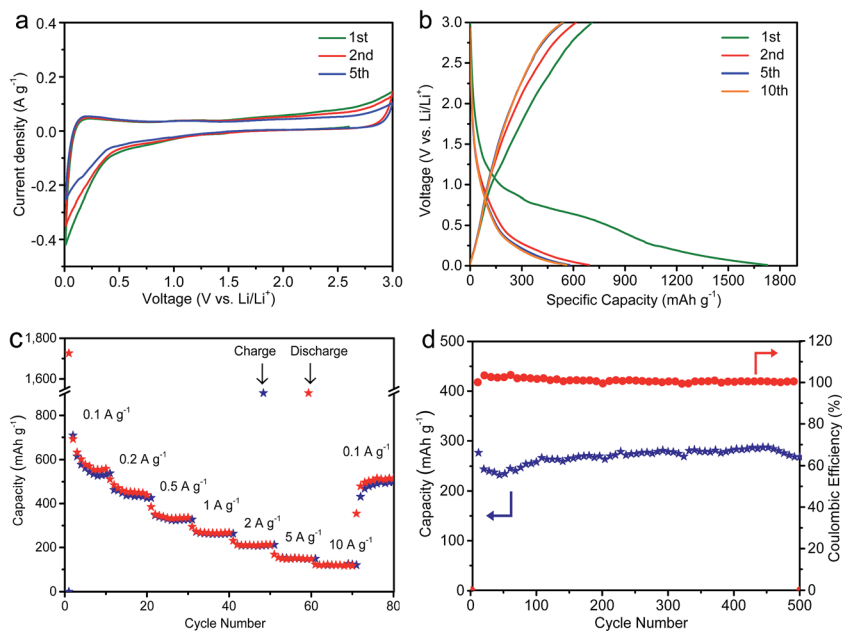 a
0.4
0.2
0.0
-0.2
-0.4
Current density (A g⁻¹)
1st
2nd
5th
0.0 0.5 1.0 1.5 2.0 2.5 3.0
Voltage (V vs. Li/Li⁺)
b
3.0
2.5
2.0
1.5
1.0
0.5
0.0
Voltage (V vs. Li/Li⁺)
1st
2nd
5th
10th
0 300 600 900 1200 1500 1800
Specific Capacity (mAh g⁻¹)
c
1,800
1,600
800
600
400
200
0
Capacity (mAh g⁻¹)
Charge Discharge
0.1 A g⁻¹
0.2 A g⁻¹
0.5 A g⁻¹
1 A g⁻¹
2 A g⁻¹
5 A g⁻¹
10 A g⁻¹
0.1 A g⁻¹
0 20 40 60 80
Cycle Number
d
500
450
400
350
300
250
200
150
100
50
0
Capacity (mAh g⁻¹)
120
100
80
60
40
20
0
Coulombic Efficiency (%)
0 100 200 300 400 500
Cycle Number